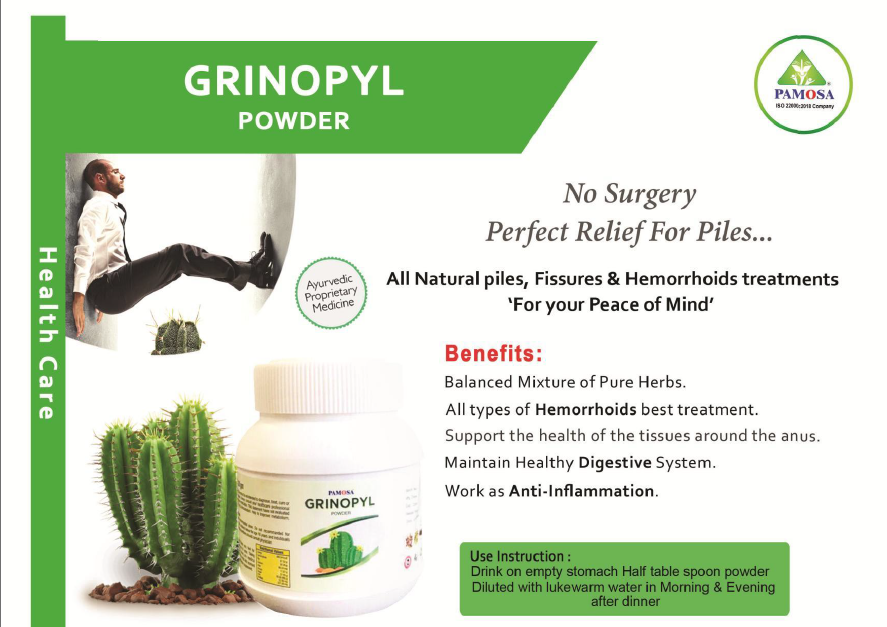 GRINOPYL
POWDER
PAMOSA
ISO 22000:2018 Company
Health Care
No Surgery
Perfect Relief For Piles...
Ayurvedic
Proprietary
Medicine
All Natural piles, Fissures & Hemorrhoids treatments
‘For your Peace of Mind’
Benefits:
Balanced Mixture of Pure Herbs.
All types of Hemorrhoids best treatment.
Support the health of the tissues around the anus.
Maintain Healthy Digestive System.
Work as Anti-Inflammation.
PAMOSA
GRINOPYL
POWDER
Use Instruction :
Drink on empty stomach Half table spoon powder
Diluted with lukewarm water in Morning & Evening
after dinner